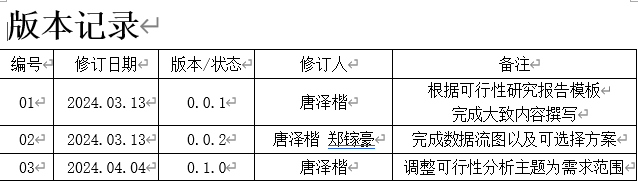 版本记录
编号 修订日期 版本/状态 修订人 备注
01 2024.03.13 0.0.1 唐泽楷 根据可行性研究报告模板
完成大致内容撰写
02 2024.03.13 0.0.2 唐泽楷 郑镓豪 完成数据流图以及可选择方案
03 2024.04.04 0.1.0 唐泽楷 调整可行性分析主题为需求范围